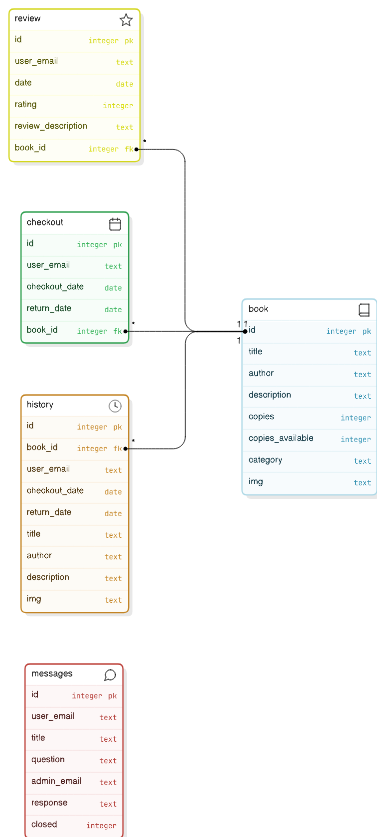 review
id integer pk
user_email text
date date
rating integer
review_description text
book_id integer fk
*
checkout
id integer pk
user_email text
checkout_date date
return_date date
book_id integer fk
*
book
1 1
id integer pk
1
title text
author text
description text
copies integer
copies_available integer
category text
img text
history
id integer pk
book_id integer fk
*
user_email text
checkout_date date
return_date date
title text
author text
description text
img text
messages
id integer pk
user_email text
title text
question text
admin_email text
response text
closed integer